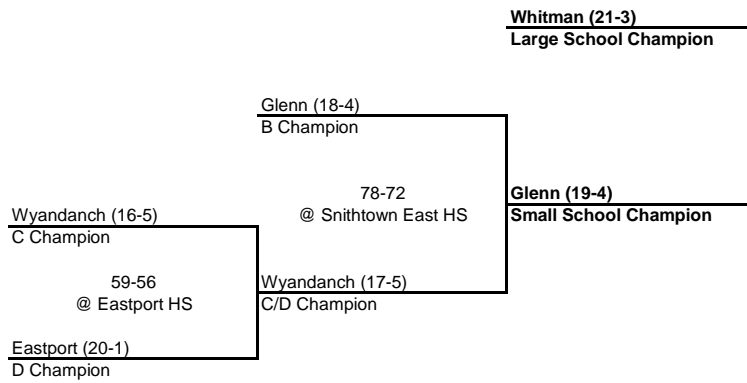 Whitman (21-3)
Large School Champion
Glenn (18-4)
B Champion
78-72
@ Snithtown East HS
Glenn (19-4)
Small School Champion
Wyandanch (16-5)
C Champion
59-56
@ Eastport HS
Wyandanch (17-5)
C/D Champion
Eastport (20-1)
D Champion